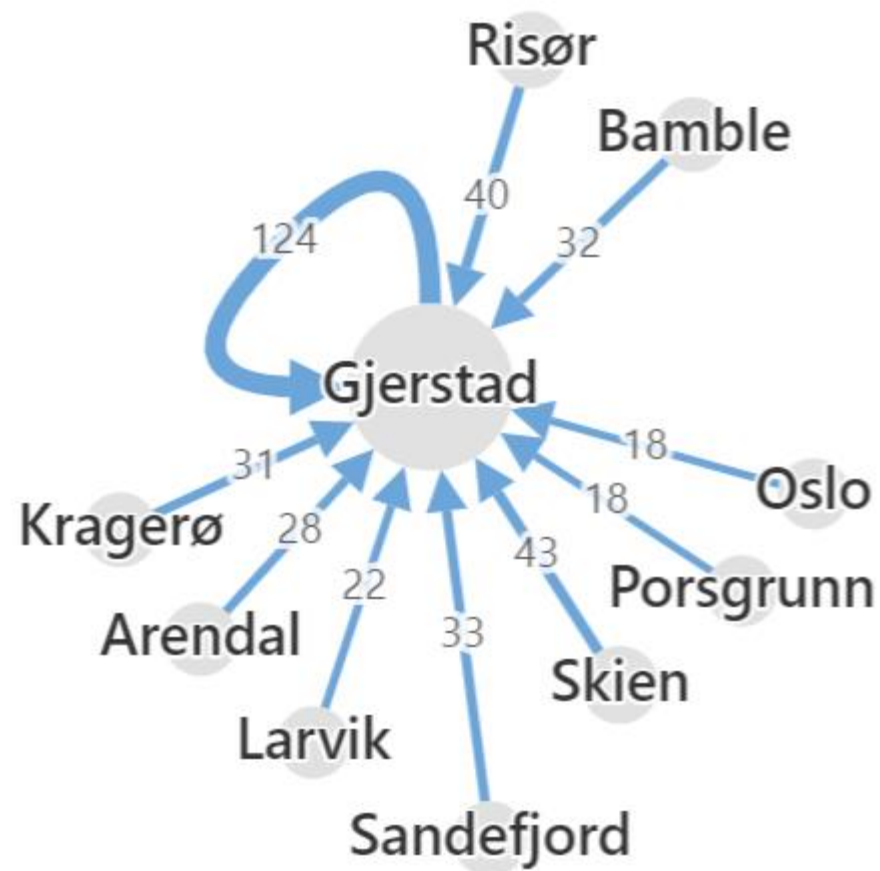 Risør
Bamble
40
124
32
Gjerstad
18
31
Oslo
18
Kragerø
28
43
22
Porsgrunn
Arendal
33
Skien
Larvik
Sandefjord